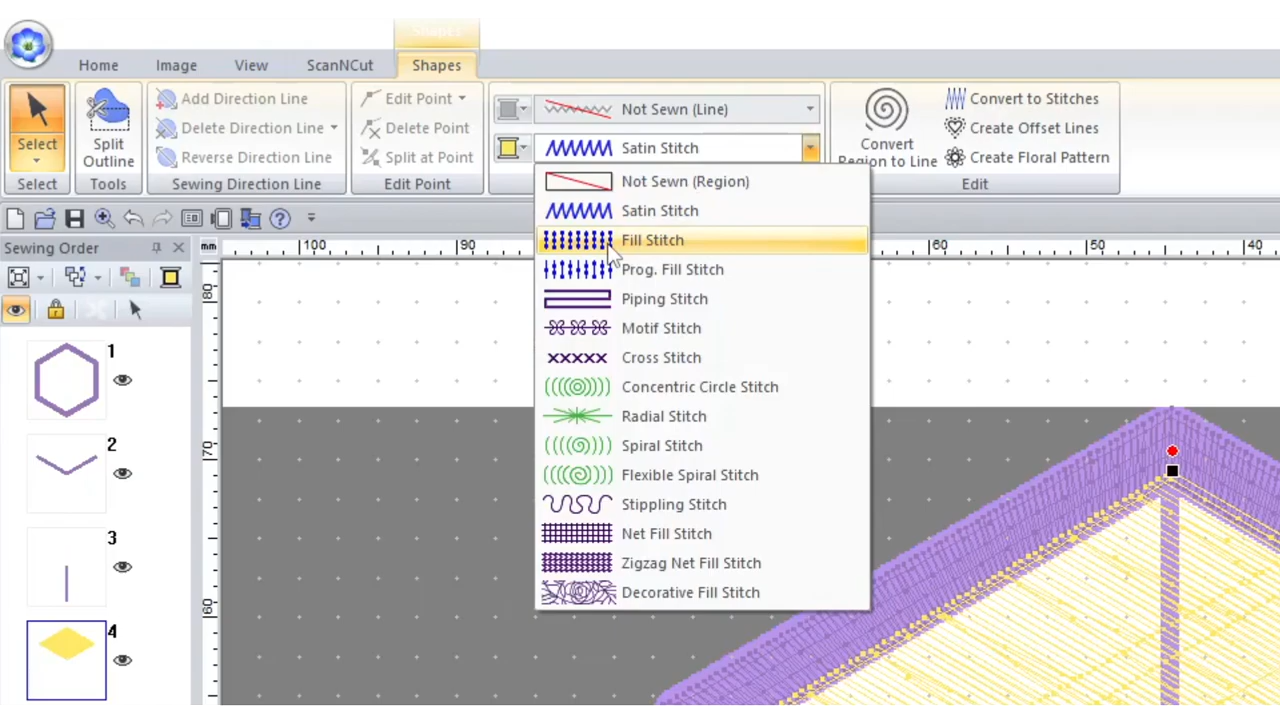 Shapes
Home Image View ScanNCut Shapes
Add Direction Line
Delete Direction Line
Reverse Direction Line
Select
Split
Outline
Edit Point
Delete Point
Split at Point
Not Sewn (Line)
Satin Stitch
Convert
Region to Line
Convert to Stitches
Create Offset Lines
Create Floral Pattern
Select Tools Sewing Direction Line Edit Point Edit
Not Sewn (Region)
Satin Stitch
Fill Stitch
Prog. Fill Stitch
Piping Stitch
Motif Stitch
Cross Stitch
Concentric Circle Stitch
Radial Stitch
Spiral Stitch
Flexible Spiral Stitch
Stippling Stitch
Net Fill Stitch
Zigzag Net Fill Stitch
Decorative Fill Stitch
Sewing Order
mm 100 90 60 50 40
80
70
60
1
2
3
4